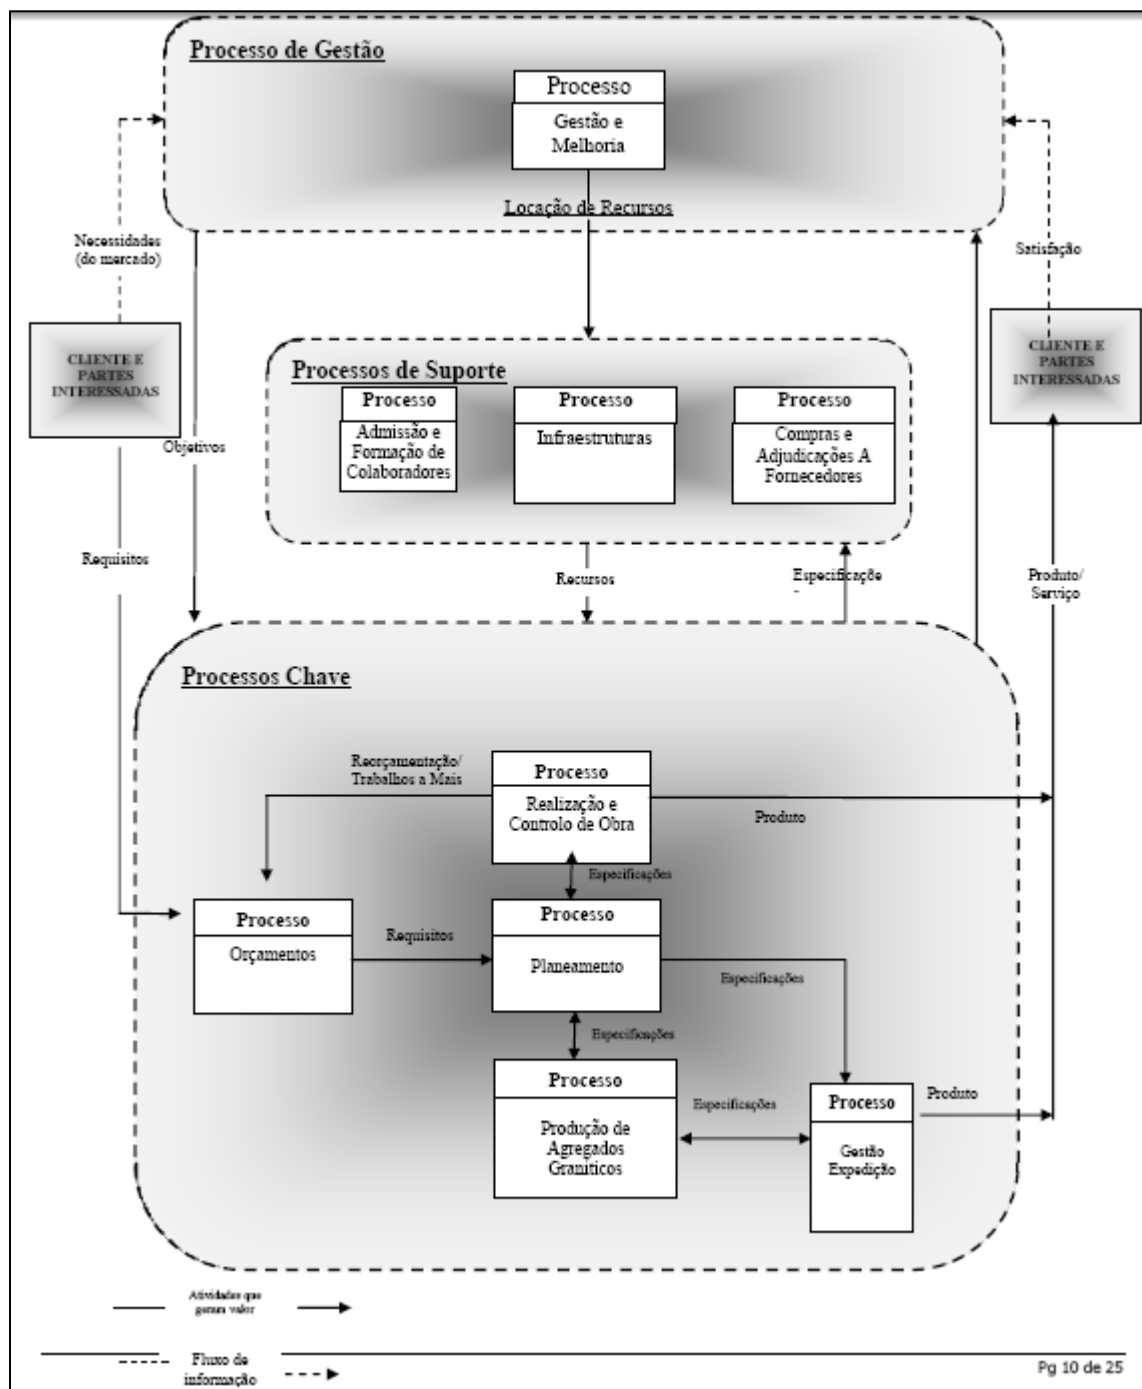 Processo de Gestão
Processo
Gestão e
Melhoria
Locação de Recursos
Necessidades
(do mercado)
Satisfação
CLIENTE E
PARTES
INTERESSADAS
CLIENTE E
PARTES
INTERESSADAS
Processos de Suporte
Processo
Admissão e
Formação de
Colaboradores
Processo
Infraestruturas
Processo
Compras e
Adjudicações A
Fornecedores
Objetivos
Requisitos
Recursos
Especificaçõe
Produto/
Serviço
Processos Chave
Reorçamentação/
Trabalhos a Mais
Processo
Realização e
Controlo de Obra
Produto
Especificações
Processo
Orçamentos
Requisitos
Processo
Planeamento
Especificações
Especificações
Processo
Produção de
Agregados
Graníticos
Especificações
Processo
Gestão
Expedição
Produto
Atividades que
geram valor
Fluxo de
informação
Pg 10 de 25